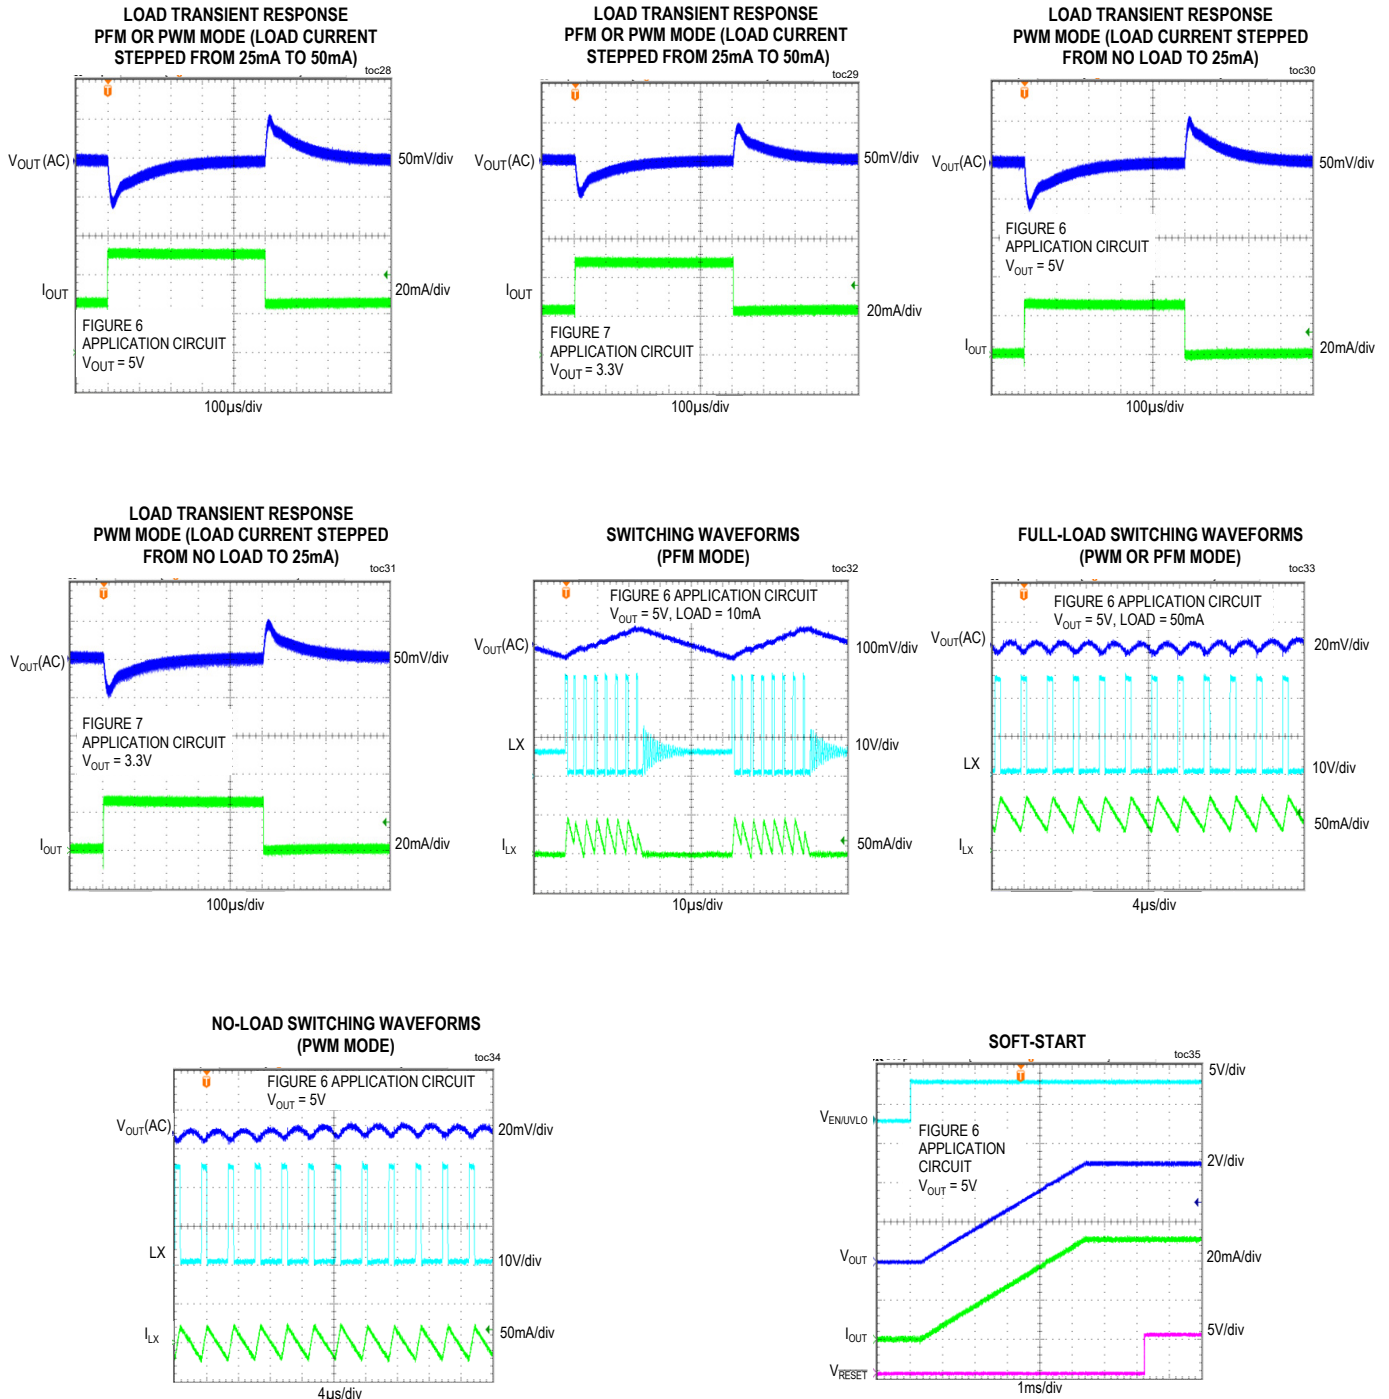 LOAD TRANSIENT RESPONSE
PFM OR PWM MODE (LOAD CURRENT
STEPPED FROM 25mA TO 50mA)
toc28
VOUT(AC)
50mV/div
IOUT
20mA/div
FIGURE 6
APPLICATION CIRCUIT
VOUT = 5V
100µs/div
LOAD TRANSIENT RESPONSE
PFM OR PWM MODE (LOAD CURRENT
STEPPED FROM 25mA TO 50mA)
toc29
VOUT(AC)
50mV/div
IOUT
20mA/div
FIGURE 7
APPLICATION CIRCUIT
VOUT = 3.3V
100µs/div
LOAD TRANSIENT RESPONSE
PWM MODE (LOAD CURRENT STEPPED
FROM NO LOAD TO 25mA)
toc30
VOUT(AC)
50mV/div
FIGURE 6
APPLICATION CIRCUIT
VOUT = 5V
IOUT
20mA/div
100µs/div
LOAD TRANSIENT RESPONSE
PWM MODE (LOAD CURRENT STEPPED
FROM NO LOAD TO 25mA)
toc31
VOUT(AC)
50mV/div
FIGURE 7
APPLICATION CIRCUIT
VOUT = 3.3V
IOUT
20mA/div
100µs/div
SWITCHING WAVEFORMS
(PFM MODE)
toc32
FIGURE 6 APPLICATION CIRCUIT
VOUT = 5V, LOAD = 10mA
VOUT(AC)
100mV/div
LX
10V/div
ILX
50mA/div
10µs/div
FULL-LOAD SWITCHING WAVEFORMS
(PWM OR PFM MODE)
toc33
FIGURE 6 APPLICATION CIRCUIT
VOUT = 5V, LOAD = 50mA
VOUT(AC)
20mV/div
LX
10V/div
50mA/div
ILX
4µs/div
NO-LOAD SWITCHING WAVEFORMS
(PWM MODE)
toc34
FIGURE 6 APPLICATION CIRCUIT
VOUT = 5V
VOUT(AC)
20mV/div
LX
10V/div
ILX
50mA/div
4µs/div
SOFT-START
toc35
5V/div
VEN/UVLO
FIGURE 6
APPLICATION
CIRCUIT
VOUT = 5V
2V/div
VOUT
20mA/div
IOUT
5V/div
VRESET
1ms/div